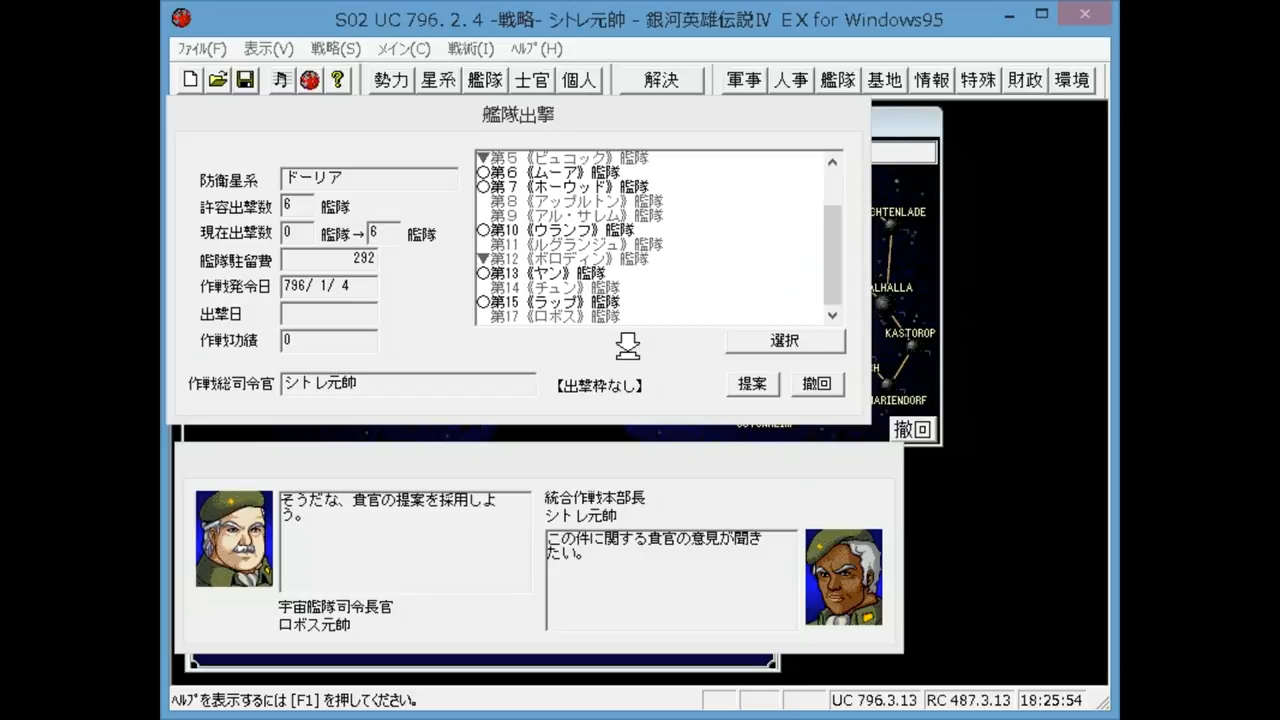 S02 UC 796. 2. 4 -戦略- シトレ元帥 - 銀河英雄伝説Ⅳ EX for Windows95
ﾌｧｲﾙ(F) 表示(V) 戦略(S) メイン(C) 戦術(I) ﾍﾙﾌﾟ(H)
勢力 星系 艦隊 士官 個人 解決 軍事 人事 艦隊 基地 情報 特殊 財政 環境
艦隊出撃
防衛星系 ドーリア
許容出撃数 6 艦隊
現在出撃数 0 艦隊→6 艦隊
艦隊駐留費 292
作戦発令日 796/ 1/ 4
出撃日
作戦功績 0
作戦総司令官 シトレ元帥
▼第5 《ビュコック》艦隊
○第6 《ムーア》艦隊
○第7 《ホーウッド》艦隊
第8 《アップルトン》艦隊
第9 《アル・サレム》艦隊
○第10 《ウランフ》艦隊
第11 《ルグランジュ》艦隊
▼第12 《ボロディン》艦隊
○第13 《ヤン》艦隊
第14 《チュン》艦隊
○第15 《ラップ》艦隊
第17 《ロボス》艦隊
選択
【出撃枠なし】 提案 撤回
CHTENLADE
ALHALLA
KASTOROP
CH
MARIENDORF
撤回
そうだな、貴官の提案を採用しよ
う。
宇宙艦隊司令長官
ロボス元帥
統合作戦本部長
シトレ元帥
この件に関する貴官の意見が聞き
たい。
ﾍﾙﾌﾟを表示するには [F1] を押してください。 UC 796.3.13 RC 487.3.13 18:25:54